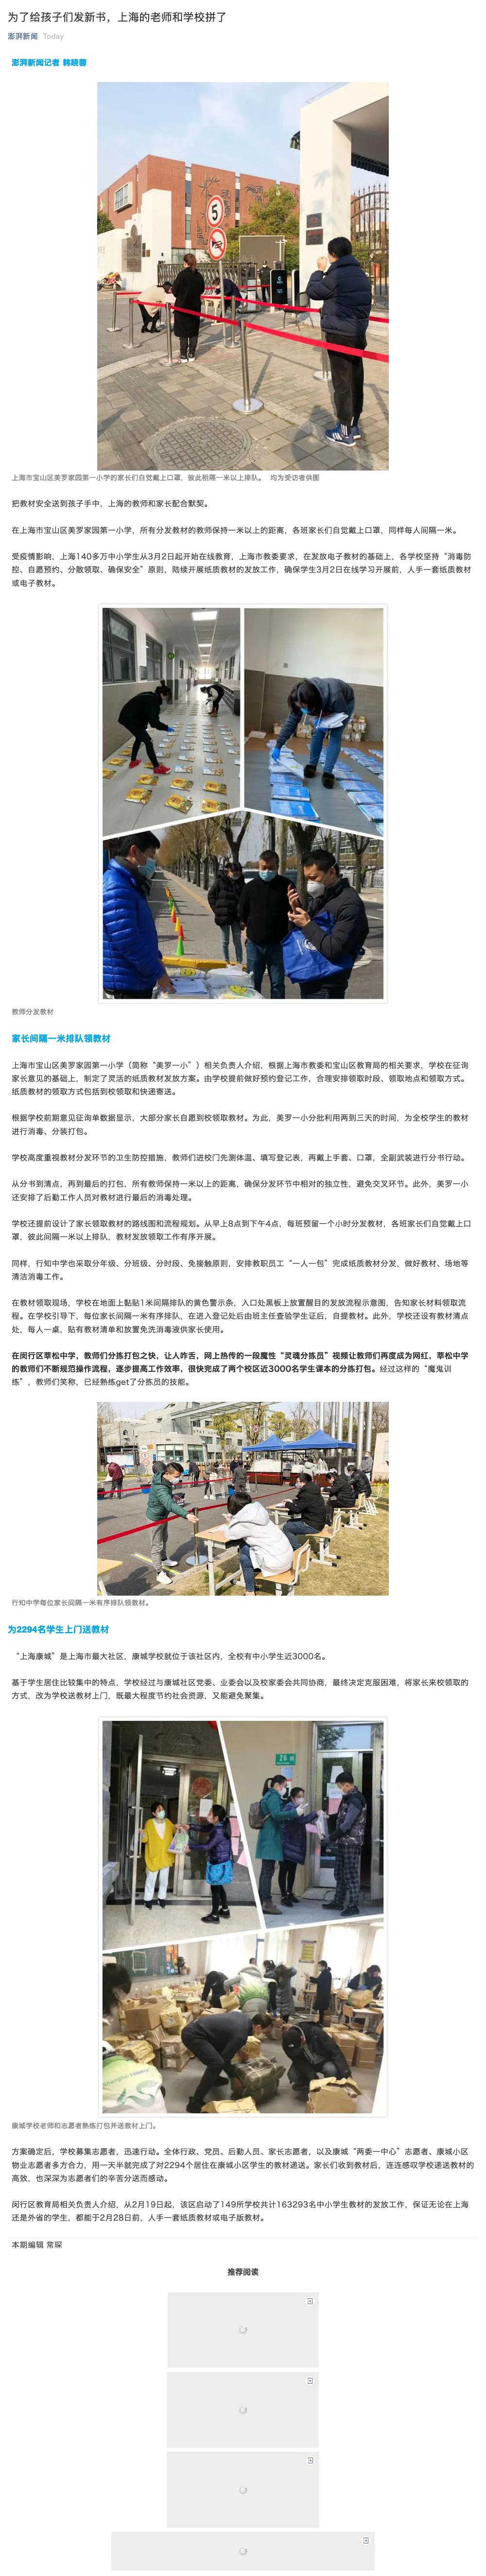 为了给孩子们发新书，上海的老师和学校拼了
澎湃新闻 Today
澎湃新闻记者 韩晓蓉
5
上海市宝山区美罗家园第一小学的家长们自觉戴上口罩，彼此相隔一米以上排队。 均为受访者供图
把教材安全送到孩子手中，上海的教师和家长配合默契。
在上海市宝山区美罗家园第一小学，所有分发教材的教师保持一米以上的距离，各班家长们自觉戴上口罩，同样每人间隔一米。
受疫情影响，上海140多万中小学生从3月2日起开始在线教育，上海市教委要求，在发放电子教材的基础上，各学校坚持“消毒防
控、自愿预约、分散领取、确保安全”原则，陆续开展纸质教材的发放工作，确保学生3月2日在线学习开展前，人手一套纸质教材
或电子教材。
教师分发教材
家长间隔一米排队领教材
上海市宝山区美罗家园第一小学（简称“美罗一小”）相关负责人介绍，根据上海市教委和宝山区教育局的相关要求，学校在征询
家长意见的基础上，制定了灵活的纸质教材发放方案。由学校提前做好预约登记工作，合理安排领取时段、领取地点和领取方式。
纸质教材的领取方式包括到校领取和快递寄送。
根据学校前期意见征询单数据显示，大部分家长自愿到校领取教材。为此，美罗一小分批利用两到三天的时间，为全校学生的教材
进行消毒、分装打包。
学校高度重视教材分发环节的卫生防控措施，教师们进校门先测体温、填写登记表，再戴上手套、口罩，全副武装进行分书行动。
从分书到清点，再到最后的打包，所有教师保持一米以上的距离，确保分发环节中相对的独立性，避免交叉环节。此外，美罗一小
还安排了后勤工作人员对教材进行最后的消毒处理。
学校还提前设计了家长领取教材的路线图和流程规划。从早上8点到下午4点，每班预留一个小时分发教材，各班家长们自觉戴上口
罩，彼此间隔一米以上排队，教材发放领取工作有序开展。
同样，行知中学也采取分年级、分班级、分时段、免接触原则，安排教职员工“一人一包”完成纸质教材分发，做好教材、场地等
清洁消毒工作。
在教材领取现场，学校在地面上黏贴1米间隔排队的黄色警示条，入口处黑板上放置醒目的发放流程示意图，告知家长材料领取流
程。在学校引导下，每位家长间隔一米有序排队，在进入登记处后由班主任查验学生证后，自提教材。此外，学校还设有教材清点
处，每人一桌，贴有教材清单和放置免洗消毒液供家长使用。
在闵行区莘松中学，教师们分拣打包之快，让人咋舌，网上热传的一段魔性“灵魂分拣员”视频让教师们再度成为网红，莘松中学
的教师们不断规范操作流程，逐步提高工作效率，很快完成了两个校区近3000名学生课本的分拣打包。经过这样的“魔鬼训
练”，教师们笑称，已经熟练get了分拣员的技能。
行知中学每位家长间隔一米有序排队领教材。
为2294名学生上门送教材
“上海康城”是上海市最大社区，康城学校就位于该社区内，全校有中小学生近3000名。
基于学生居住比较集中的特点，学校经过与康城社区党委、业委会以及校家委会共同协商，最终决定克服困难，将家长来校领取的
方式，改为学校送教材上门，既最大程度节约社会资源，又能避免聚集。
康城学校老师和志愿者熟练打包并送教材上门。
方案确定后，学校募集志愿者，迅速行动。全体行政、党员、后勤人员、家长志愿者，以及康城“两委一中心”志愿者、康城小区
物业志愿者多方合力，用一天半就完成了对2294个居住在康城小区学生的教材递送。家长们收到教材后，连连感叹学校递送教材的
高效，也深深为志愿者们的辛苦分送而感动。
闵行区教育局相关负责人介绍，从2月19日起，该区启动了149所学校共计163293名中小学生教材的发放工作，保证无论在上海
还是外省的学生，都能于2月28日前，人手一套纸质教材或电子版教材。
本期编辑 常琛
推荐阅读